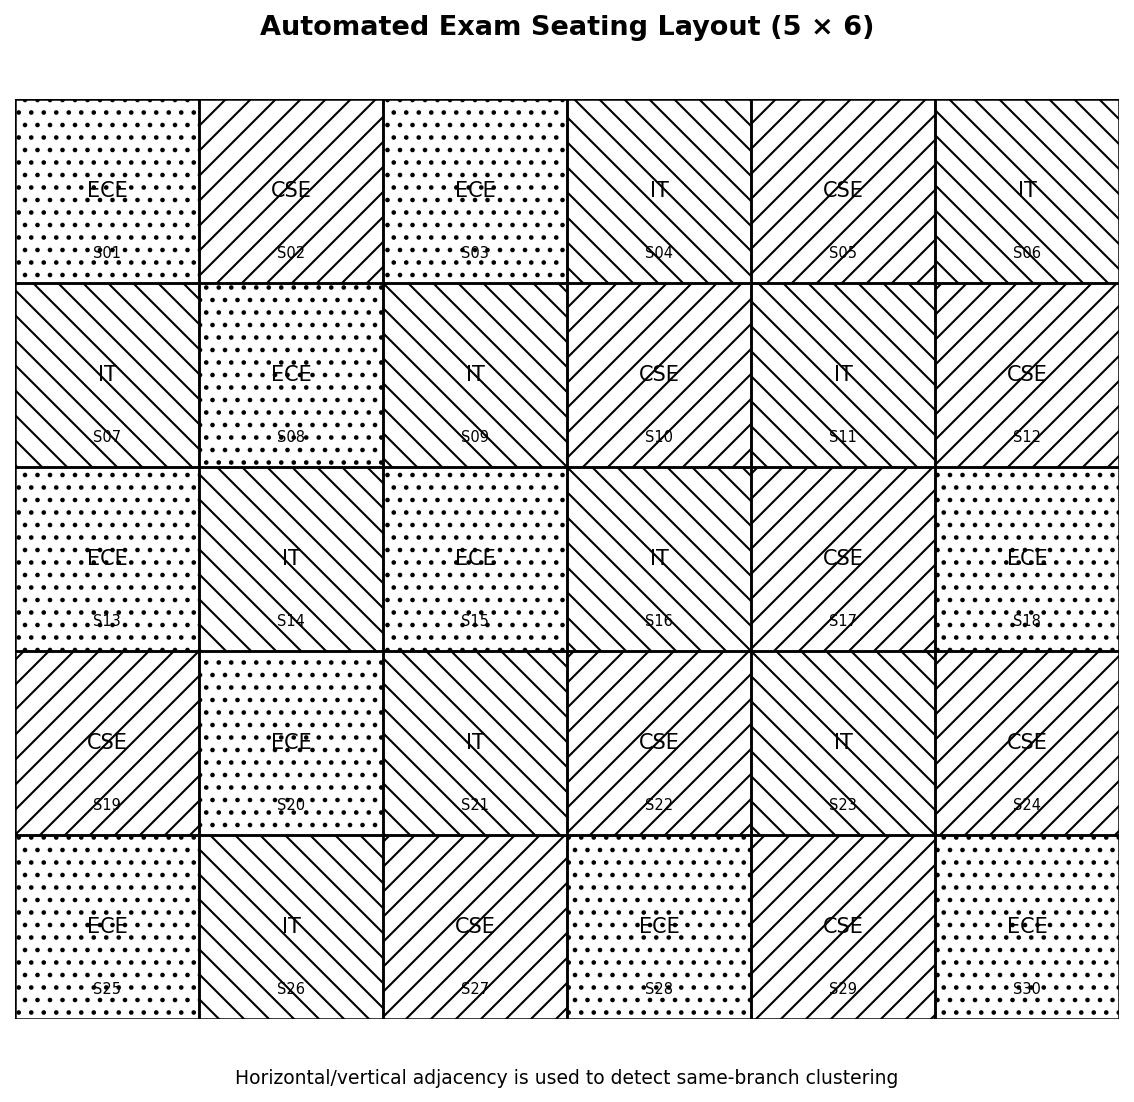 Automated Exam Seating Layout (5 × 6)
ECE CSE ECE IT CSE IT
S01 S02 S03 S04 S05 S06
IT ECE IT CSE IT CSE
S07 S08 S09 S10 S11 S12
ECE IT ECE IT CSE ECE
S13 S14 S15 S16 S17 S18
CSE ECE IT CSE IT CSE
S19 S20 S21 S22 S23 S24
ECE IT CSE ECE CSE ECE
S25 S26 S27 S28 S29 S30
Horizontal/vertical adjacency is used to detect same-branch clustering